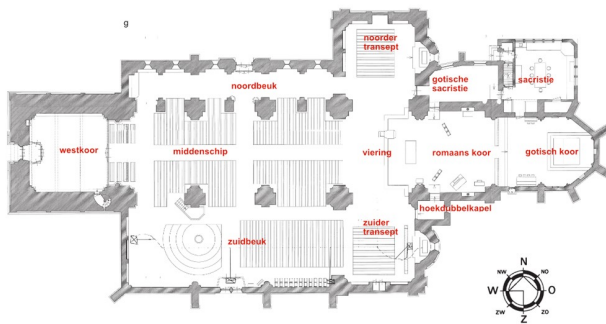 g
noorder
transept
noordbeuk
gotische
sacristie
sacristie
westkoor
middenschip
viering
romaans koor
gotisch koor
hoekdubbelkapel
zuider
transept
zuidbeuk
N
NW
NO
W
O
ZW
ZO
Z